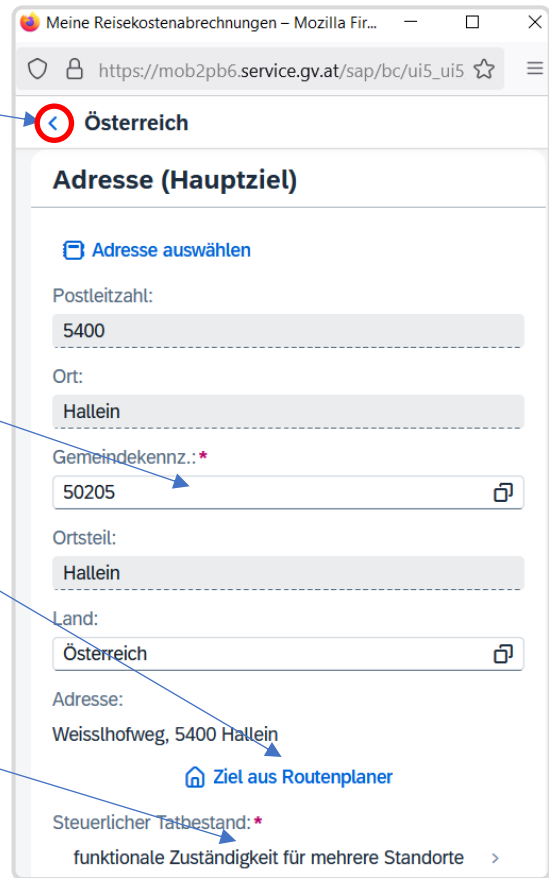 Meine Reisekostenabrechnungen – Mozilla Fir...
https://mob2pb6.service.gv.at/sap/bc/ui5_ui5
Österreich
Adresse (Hauptziel)
Adresse auswählen
Postleitzahl:
5400
Ort:
Hallein
Gemeindekennz.:*
50205
Ortsteil:
Hallein
Land:
Österreich
Adresse:
Weisslhofweg, 5400 Hallein
Ziel aus Routenplaner
Steuerlicher Tatbestand:*
funktionale Zuständigkeit für mehrere Standorte